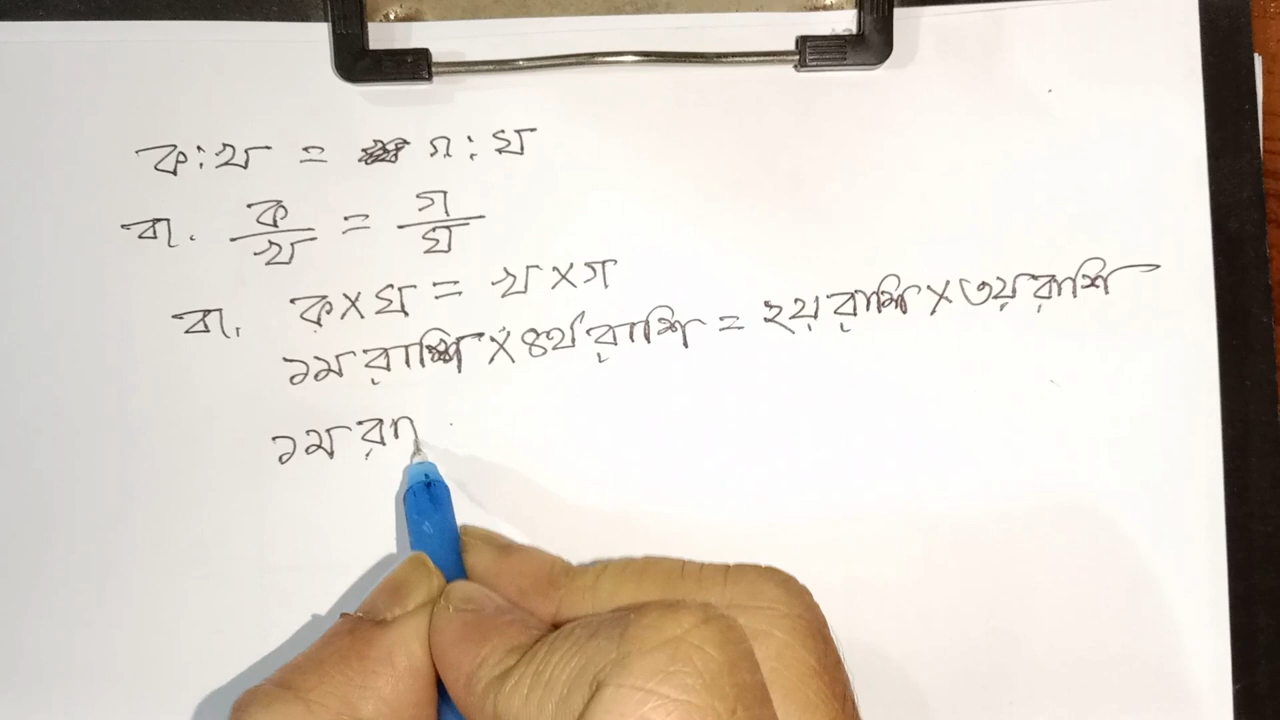 ক:খ = গ:ঘ
বা. ক/খ = গ/ঘ
বা. ক×ঘ = খ×গ
১ম রাশি × ৪র্থ রাশি = ২য় রাশি × ৩য় রাশি
১ম রা